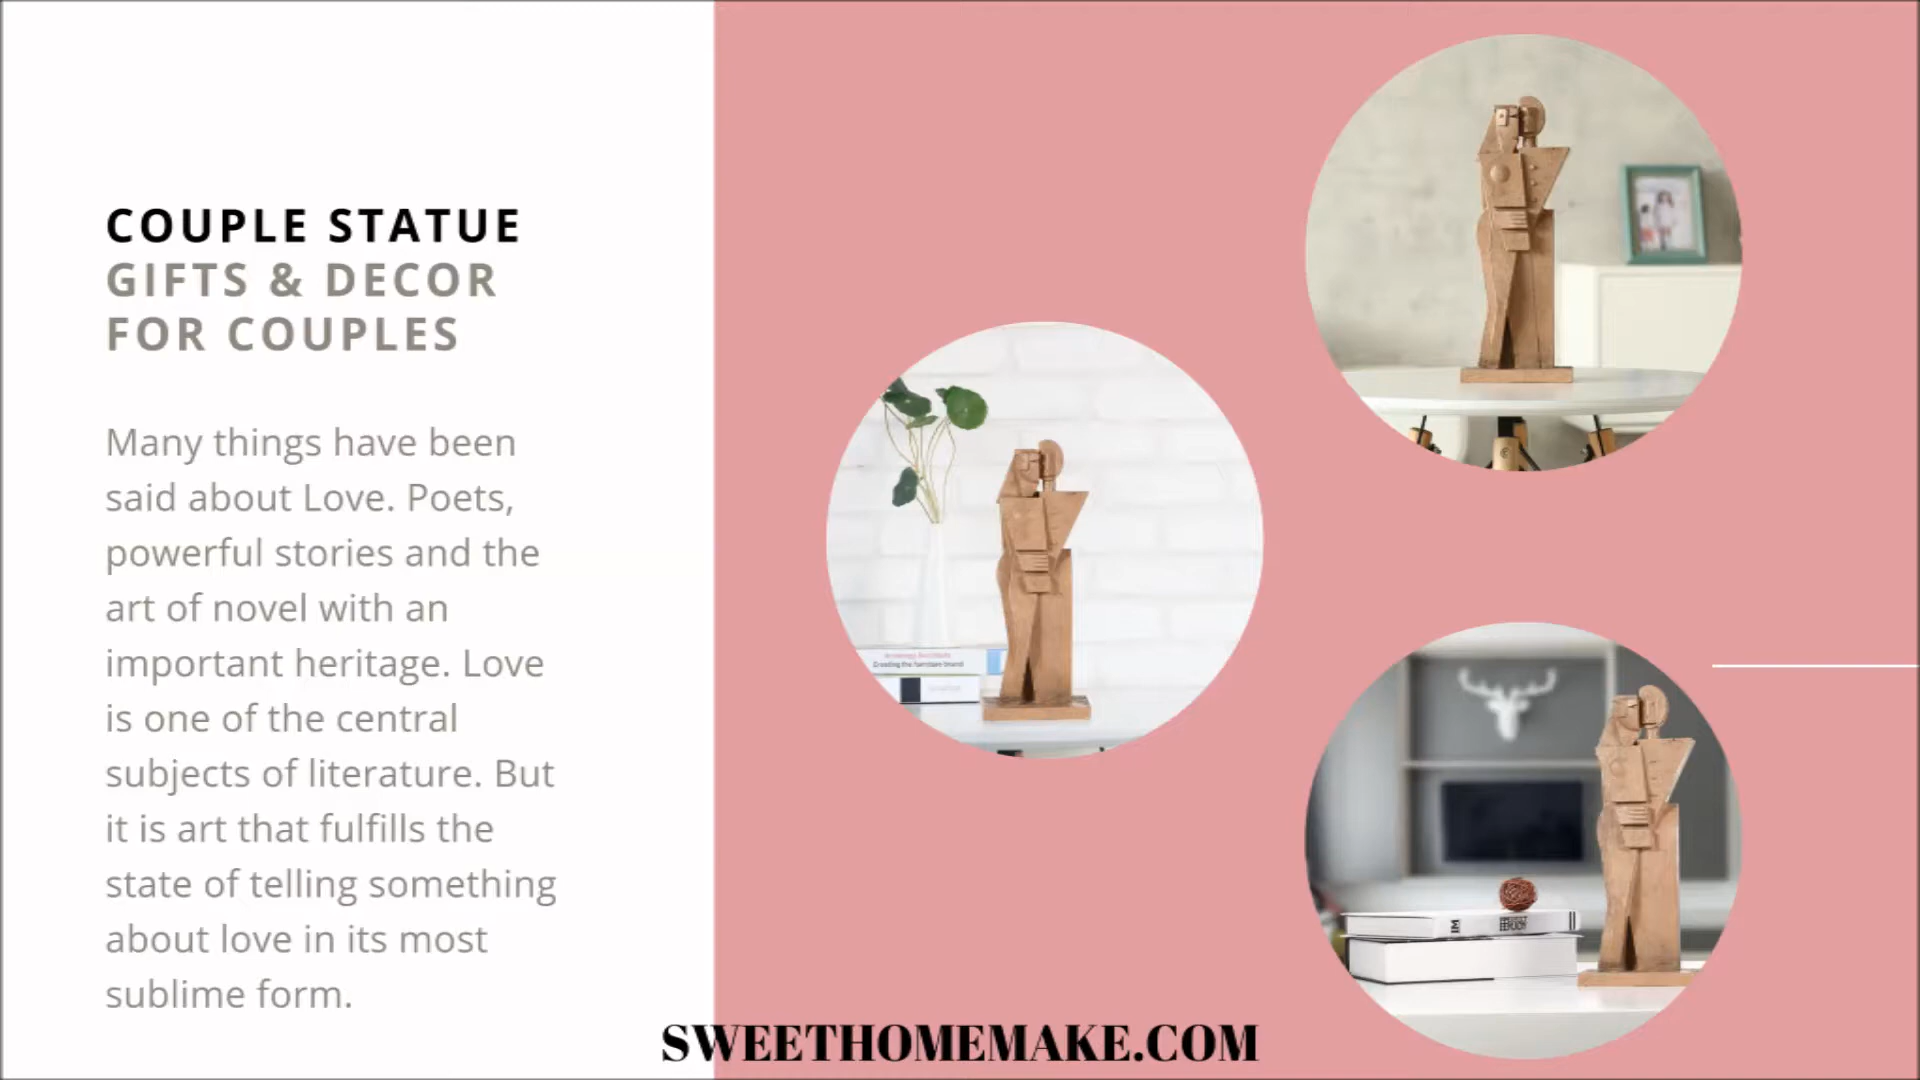 COUPLE STATUE
GIFTS & DECOR
FOR COUPLES
Many things have been
said about Love. Poets,
powerful stories and the
art of novel with an
important heritage. Love
is one of the central
subjects of literature. But
it is art that fulfills the
state of telling something
about love in its most
sublime form.
SWEETHOMEMAKE.COM